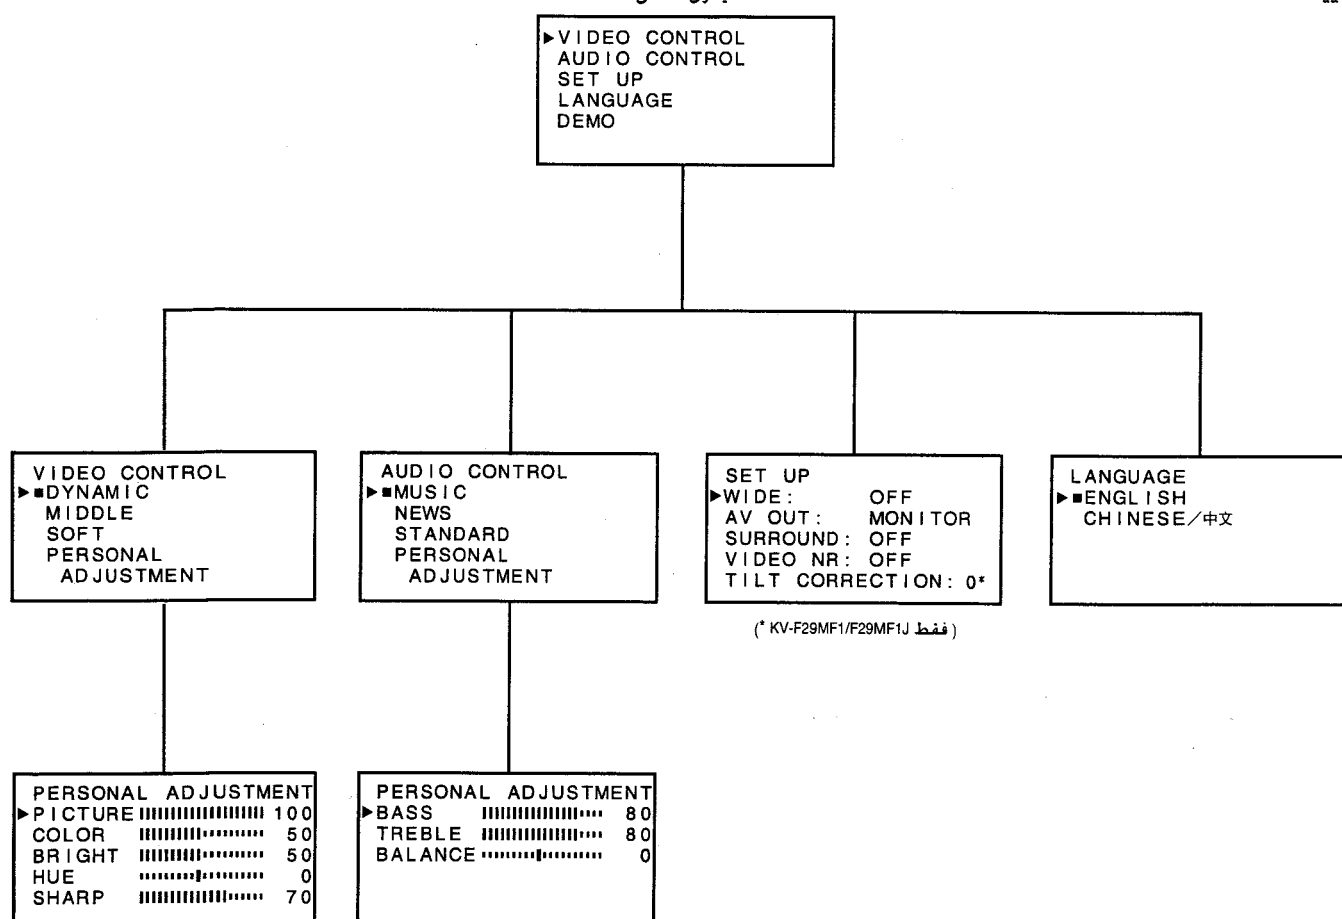 ▶VIDEO CONTROL
AUDIO CONTROL
SET UP
LANGUAGE
DEMO
VIDEO CONTROL
▶■DYNAMIC
MIDDLE
SOFT
PERSONAL
ADJUSTMENT
AUDIO CONTROL
▶■MUSIC
NEWS
STANDARD
PERSONAL
ADJUSTMENT
SET UP
▶WIDE: OFF
AV OUT: MONITOR
SURROUND: OFF
VIDEO NR: OFF
TILT CORRECTION: 0*
(* KV-F29MF1/F29MF1J فقط)
LANGUAGE
▶■ENGLISH
CHINESE/中文
PERSONAL ADJUSTMENT
▶PICTURE 100
COLOR 50
BRIGHT 50
HUE 0
SHARP 70
PERSONAL ADJUSTMENT
▶BASS 80
TREBLE 80
BALANCE 0